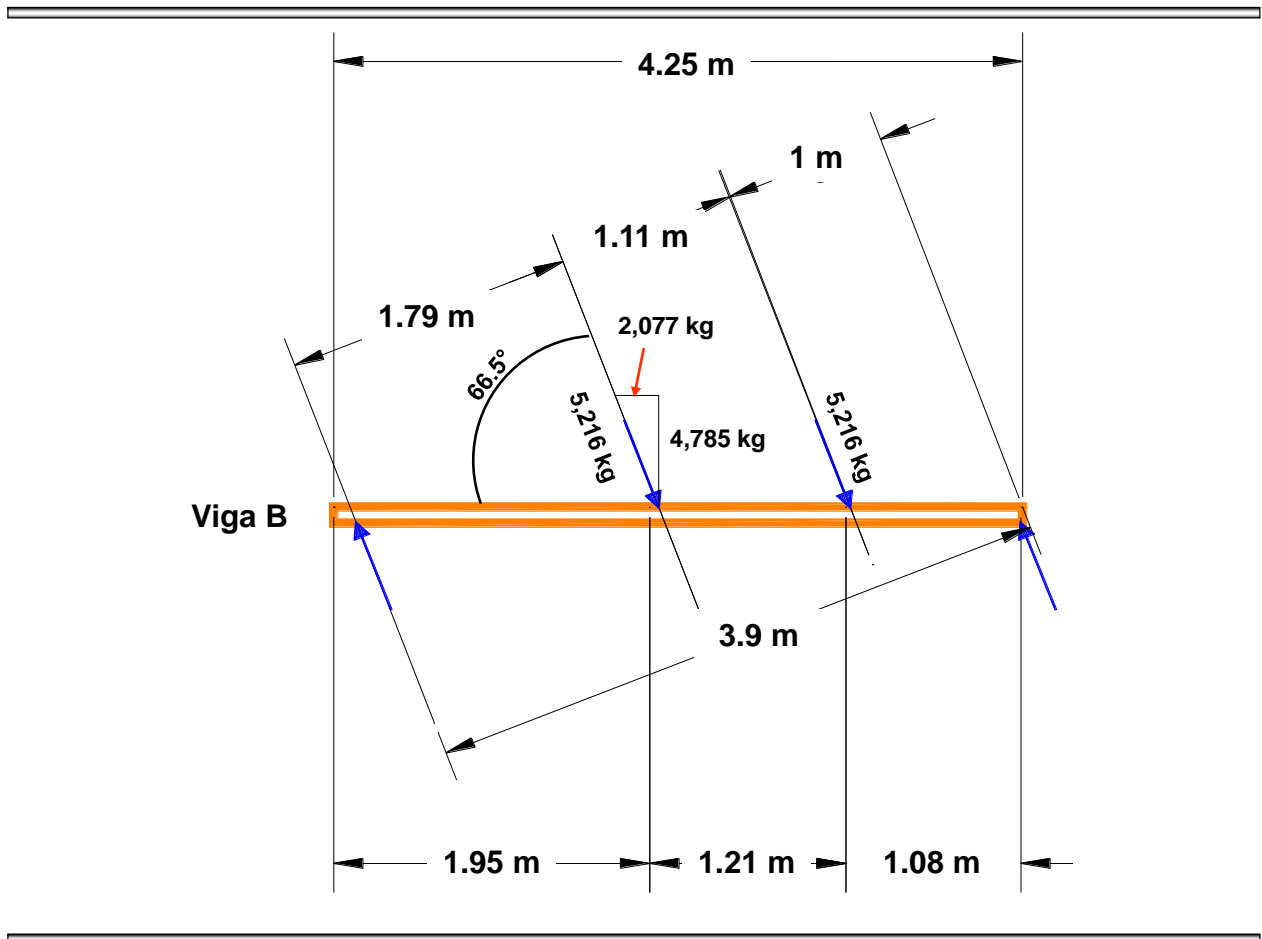 4.25 m
1 m
1.11 m
1.79 m
2,077 kg
66.5°
5,216 kg
4,785 kg
5,216 kg
Viga B
3.9 m
1.95 m
1.21 m
1.08 m